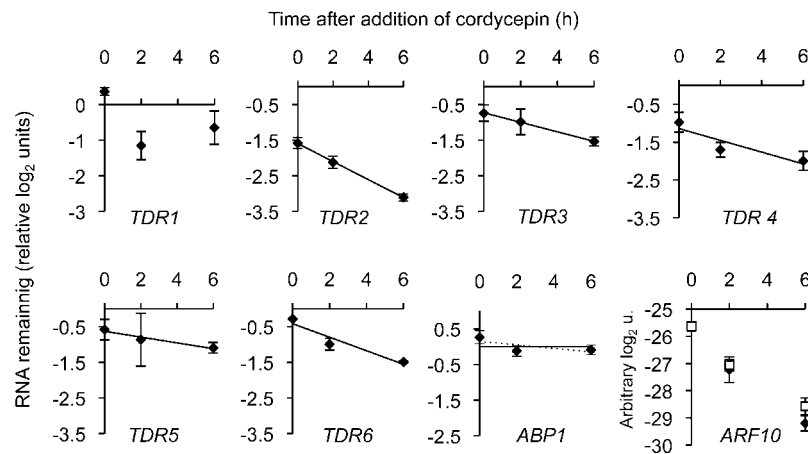 Time after addition of cordycepin (h)
RNA remainnig (relative log2 units)
0 2 4 6
0
-1
-2
-3
TDR1
0 2 4 6
-0.5
-1.5
-2.5
-3.5
TDR2
0 2 4 6
-0.5
-1.5
-2.5
-3.5
TDR3
0 2 4 6
-0.5
-1.5
-2.5
-3.5
TDR 4
0 2 4 6
-0.5
-1.5
-2.5
-3.5
TDR5
0 2 4 6
-0.5
-1.5
-2.5
-3.5
TDR6
0 2 4 6
0.5
-0.5
-1.5
-2.5
ABP1
0 2 4 6
Arbitrary log2 u.
-25
-26
-27
-28
-29
-30
ARF10